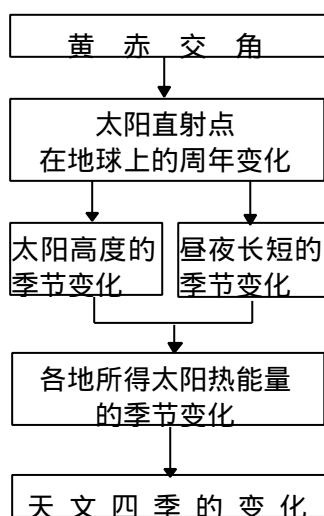 黄 赤 交 角
太阳直射点
在地球上的周年变化
太阳高度的
季节变化
昼夜长短的
季节变化
各地所得太阳热能量
的季节变化
天 文 四 季 的 变 化